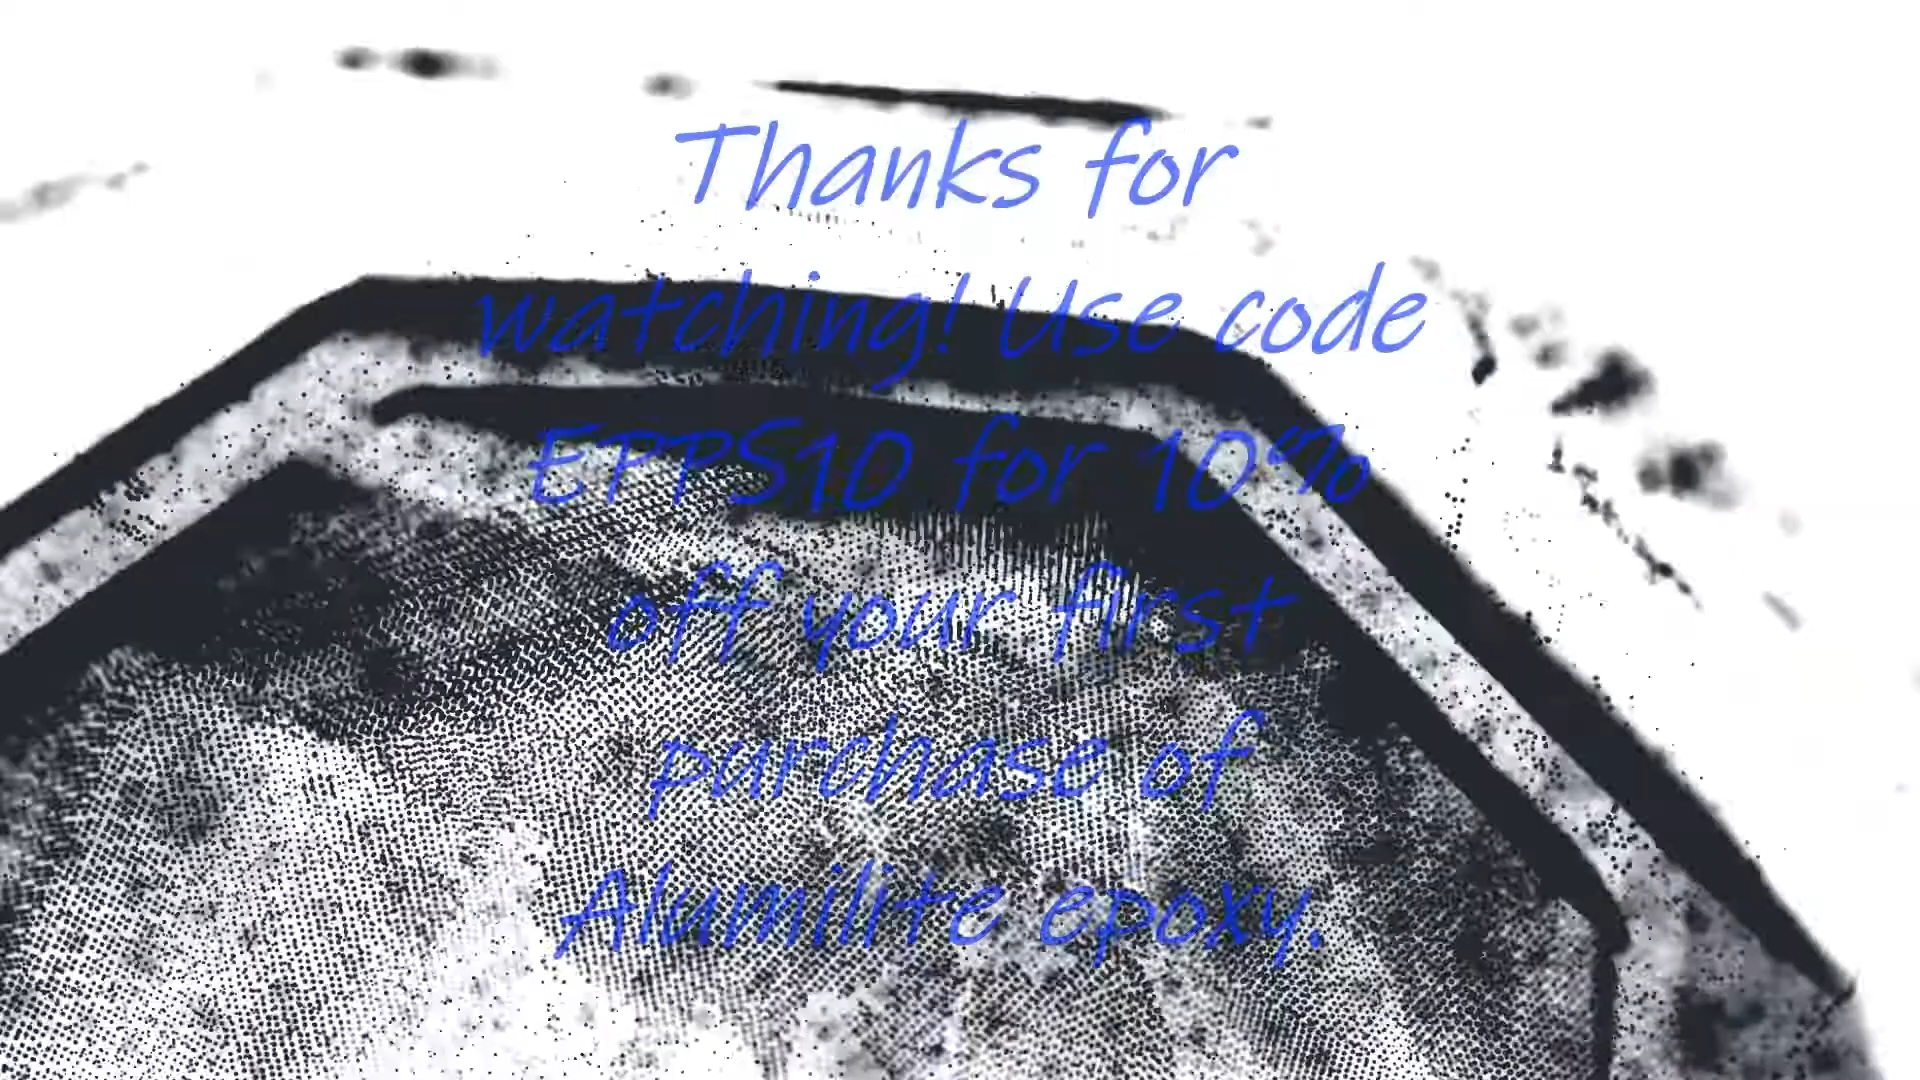 Thanks for
watching! Use code
EPPS10 for 10%
off your first
purchase of
Alumilite epoxy.